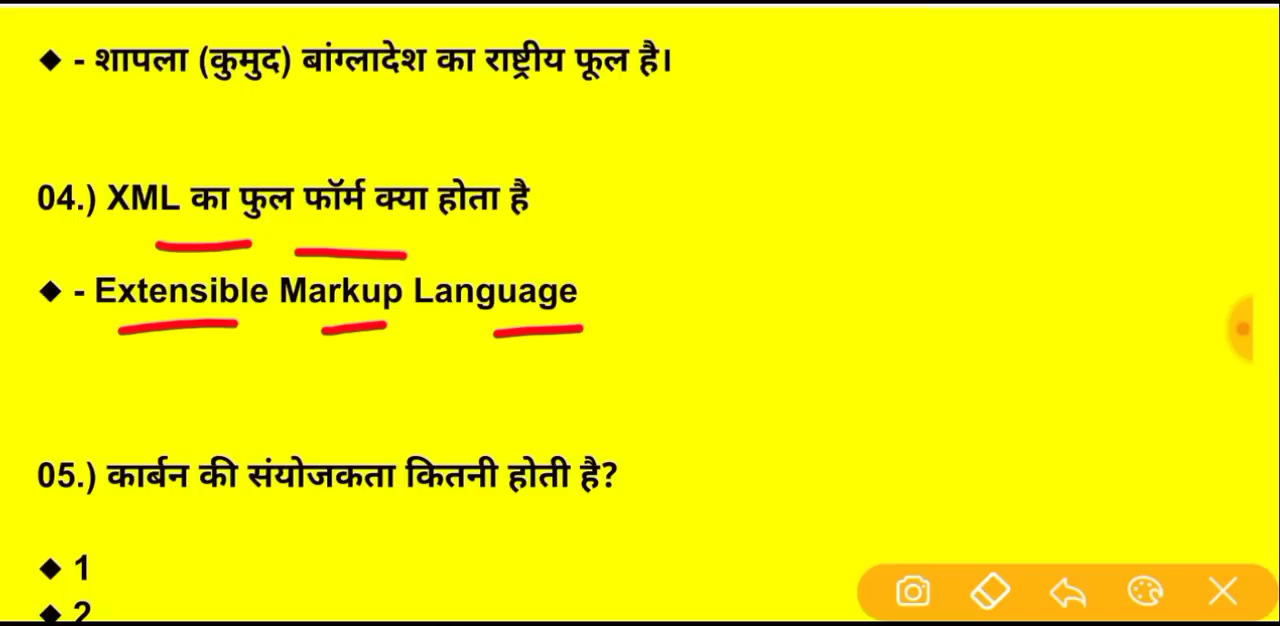 ◆ - शापला (कुमुद) बांग्लादेश का राष्ट्रीय फूल है।
04.) XML का फुल फॉर्म क्या होता है
◆ - Extensible Markup Language
05.) कार्बन की संयोजकता कितनी होती है?
◆ 1
◆ 2